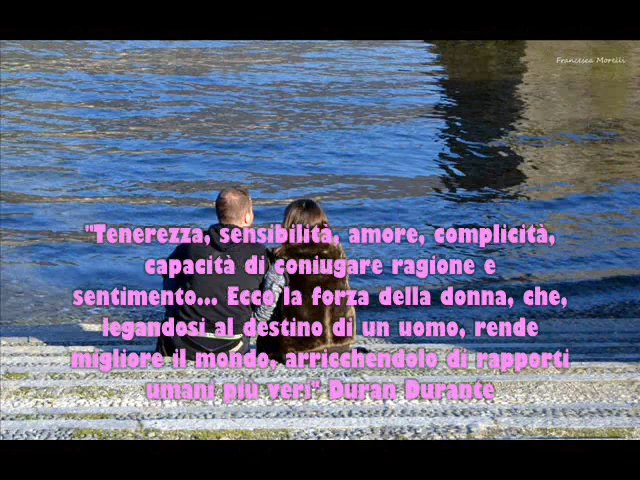 Francesca Morelli
"Tenerezza, sensibilità, amore, complicità,
capacità di coniugare ragione e
sentimento... Ecco la forza della donna, che,
legandosi al destino di un uomo, rende
migliore il mondo, arricchendolo di rapporti
umani più veri" Duran Durante